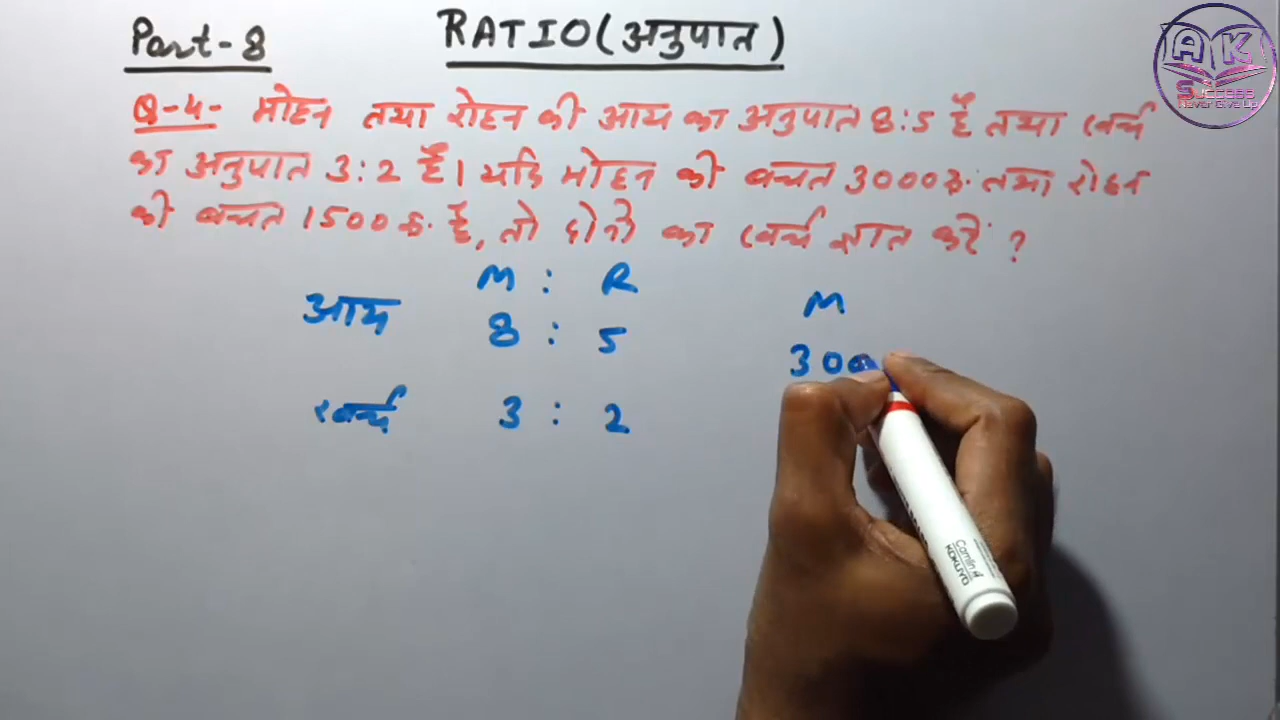 Part-8
RATIO(अनुपात)
AK
Success
Never Give Up
Q-4- मोहन तथा रोहन की आय का अनुपात 8:5 है तथा खर्च
का अनुपात 3:2 है। यदि मोहन की बचत 3000रु. तथा रोहन
की बचत 1500रु. है, तो दोनो का खर्च ज्ञात करें ?
M : R
आय 8 : 5
खर्च 3 : 2
M
300
Camlin
KOKUYO